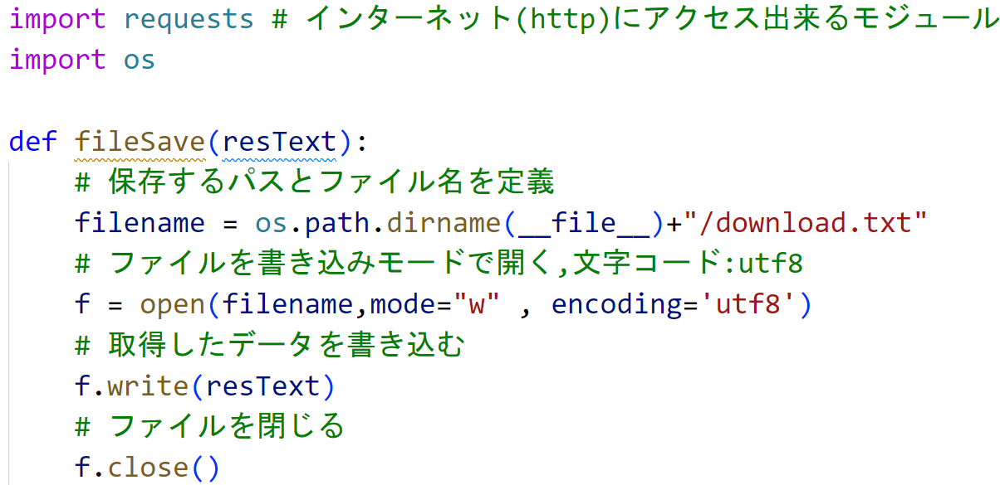 import requests # インターネット(http)にアクセス出来るモジュール
import os
def fileSave(resText):
# 保存するパスとファイル名を定義
filename = os.path.dirname(__file__)+"/download.txt"
# ファイルを書き込みモードで開く,文字コード:utf8
f = open(filename,mode="w" , encoding='utf8')
# 取得したデータを書き込む
f.write(resText)
# ファイルを閉じる
f.close()